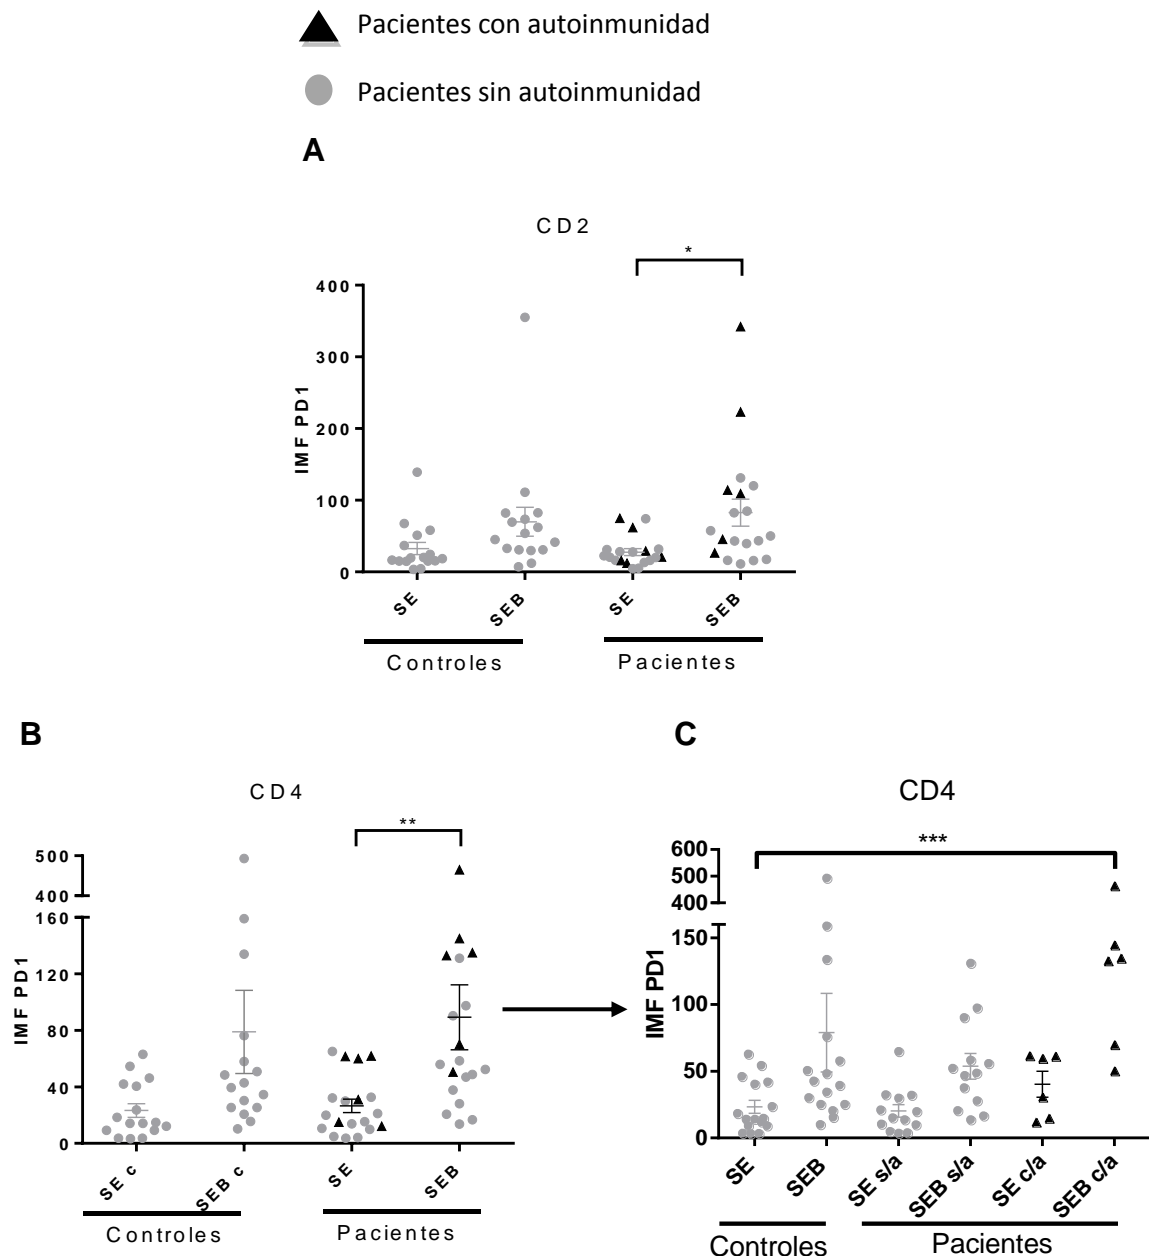 Pacientes con autoinmunidad
Pacientes sin autoinmunidad
A
CD2
*
400
300
200
100
0
IMF PD1
SE
SEB
SE
SEB
Controles
Pacientes
B
CD4
**
500
400
160
120
80
40
0
IMF PD1
SE c
SEB c
SE
SEB
Controles
Pacientes
C
CD4
***
600
500
400
150
100
50
0
IMF PD1
SE
SEB
SE s/a
SEB s/a
SE c/a
SEB c/a
Controles
Pacientes